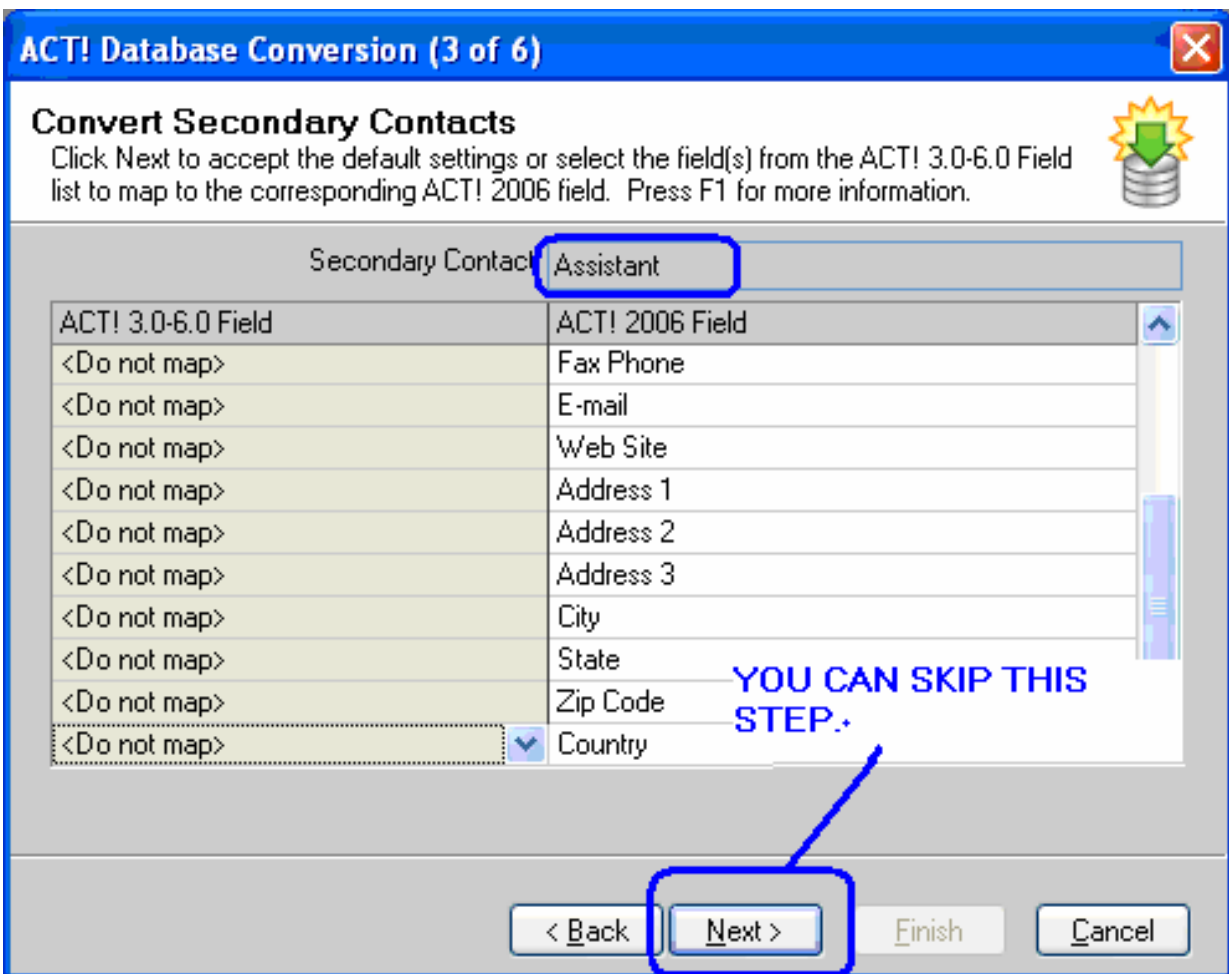 ACT! Database Conversion (3 of 6)
Convert Secondary Contacts
Click Next to accept the default settings or select the field(s) from the ACT! 3.0-6.0 Field
list to map to the corresponding ACT! 2006 field. Press F1 for more information.
Secondary Contact Assistant
ACT! 3.0-6.0 Field ACT! 2006 Field
<Do not map> Fax Phone
<Do not map> E-mail
<Do not map> Web Site
<Do not map> Address 1
<Do not map> Address 2
<Do not map> Address 3
<Do not map> City
<Do not map> State
<Do not map> Zip Code
<Do not map> Country
YOU CAN SKIP THIS
STEP.
< Back Next > Finish Cancel